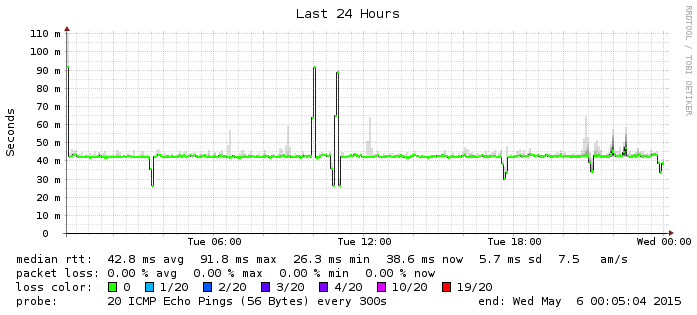 Last 24 Hours
RRDTOOL / TOBI OETIKER
Seconds
110 m
100 m
90 m
80 m
70 m
60 m
50 m
40 m
30 m
20 m
10 m
0
Tue 06:00 Tue 12:00 Tue 18:00 Wed 00:00
median rtt: 42.8 ms avg 91.8 ms max 26.3 ms min 38.6 ms now 5.7 ms sd 7.5 am/s
packet loss: 0.00 % avg 0.00 % max 0.00 % min 0.00 % now
loss color: 0 1/20 2/20 3/20 4/20 10/20 19/20
probe: 20 ICMP Echo Pings (56 Bytes) every 300s end: Wed May 6 00:05:04 2015